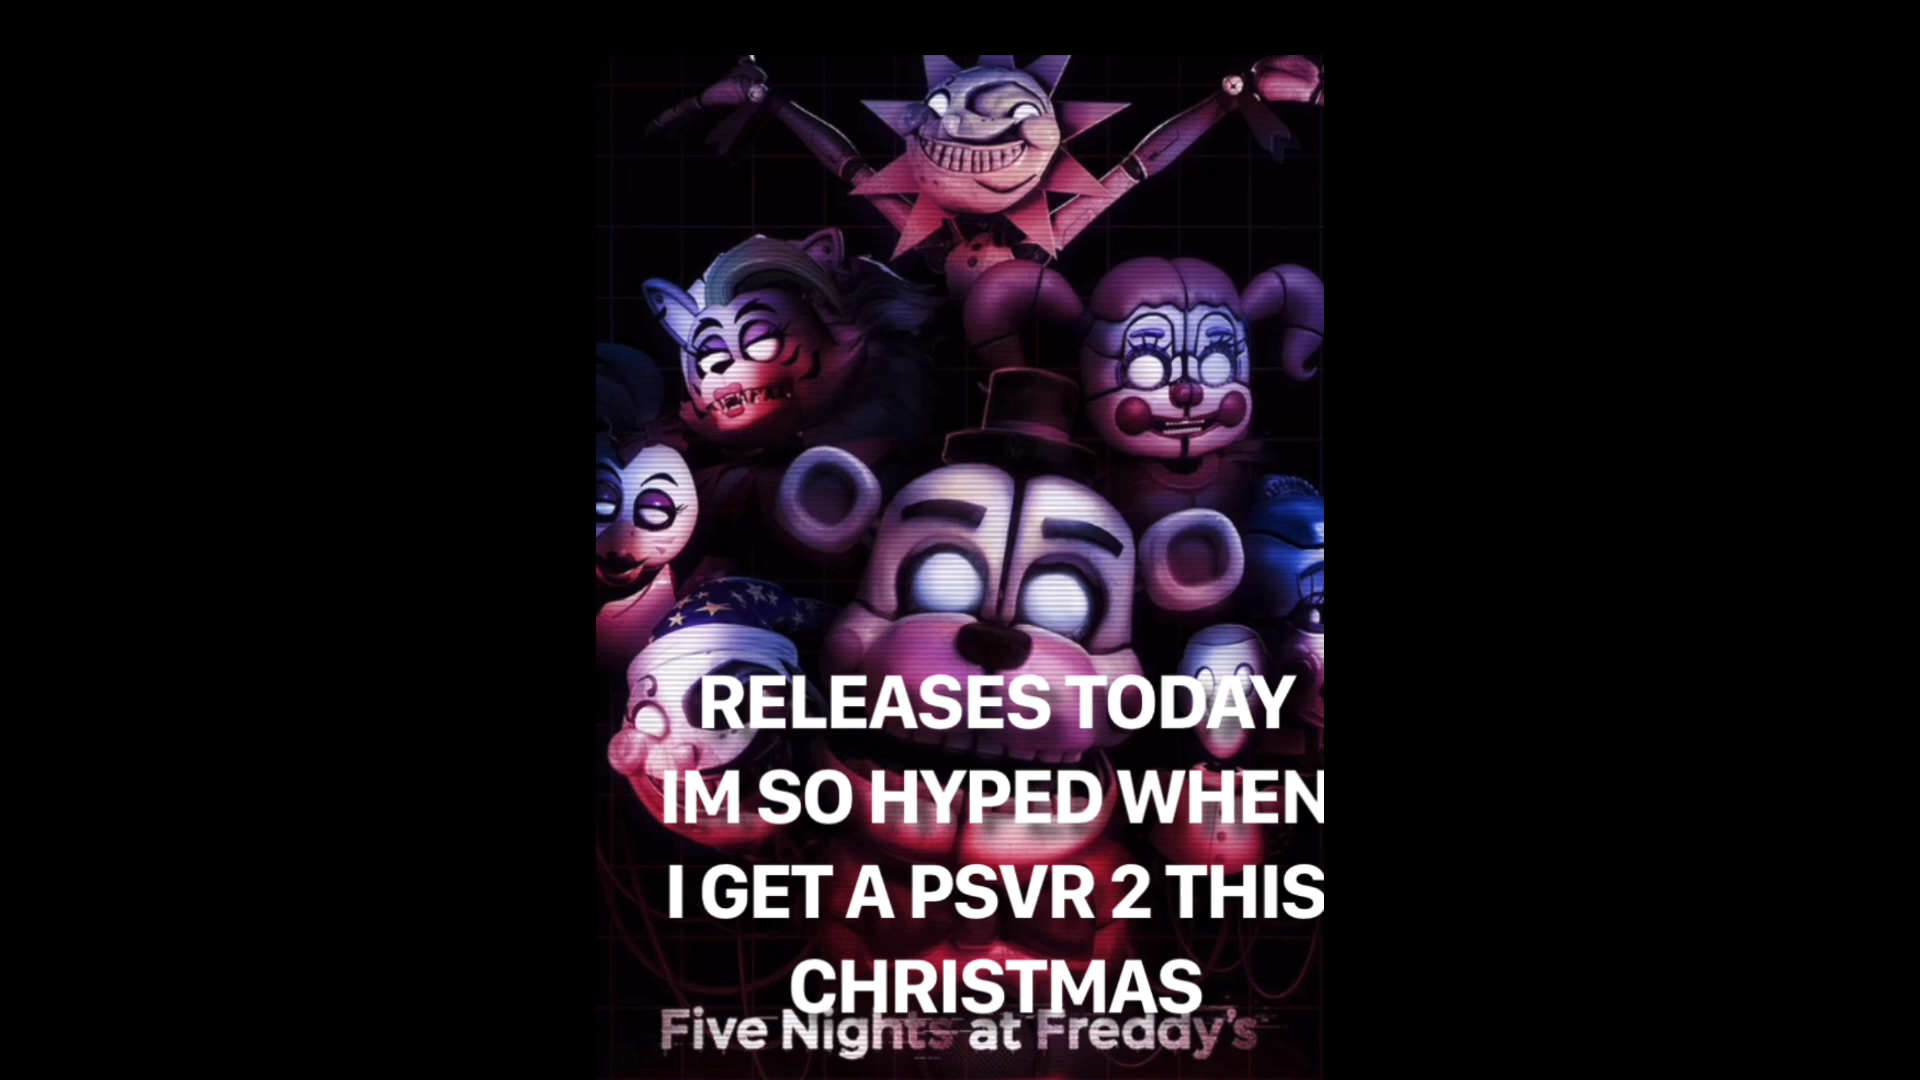 RELEASES TODAY
IM SO HYPED WHEN
I GET A PSVR 2 THIS
CHRISTMAS
Five Nights at Freddy's